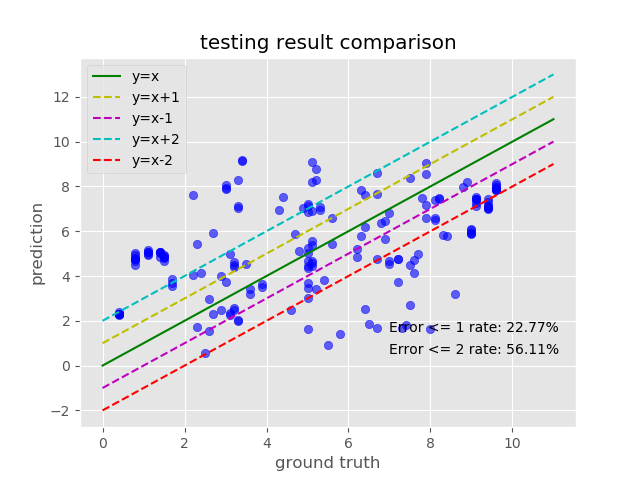 testing result comparison
y=x
y=x+1
y=x-1
y=x+2
y=x-2
12
10
8
6
4
2
0
−2
prediction
Error <= 1 rate: 22.77%
Error <= 2 rate: 56.11%
0 2 4 6 8 10
ground truth